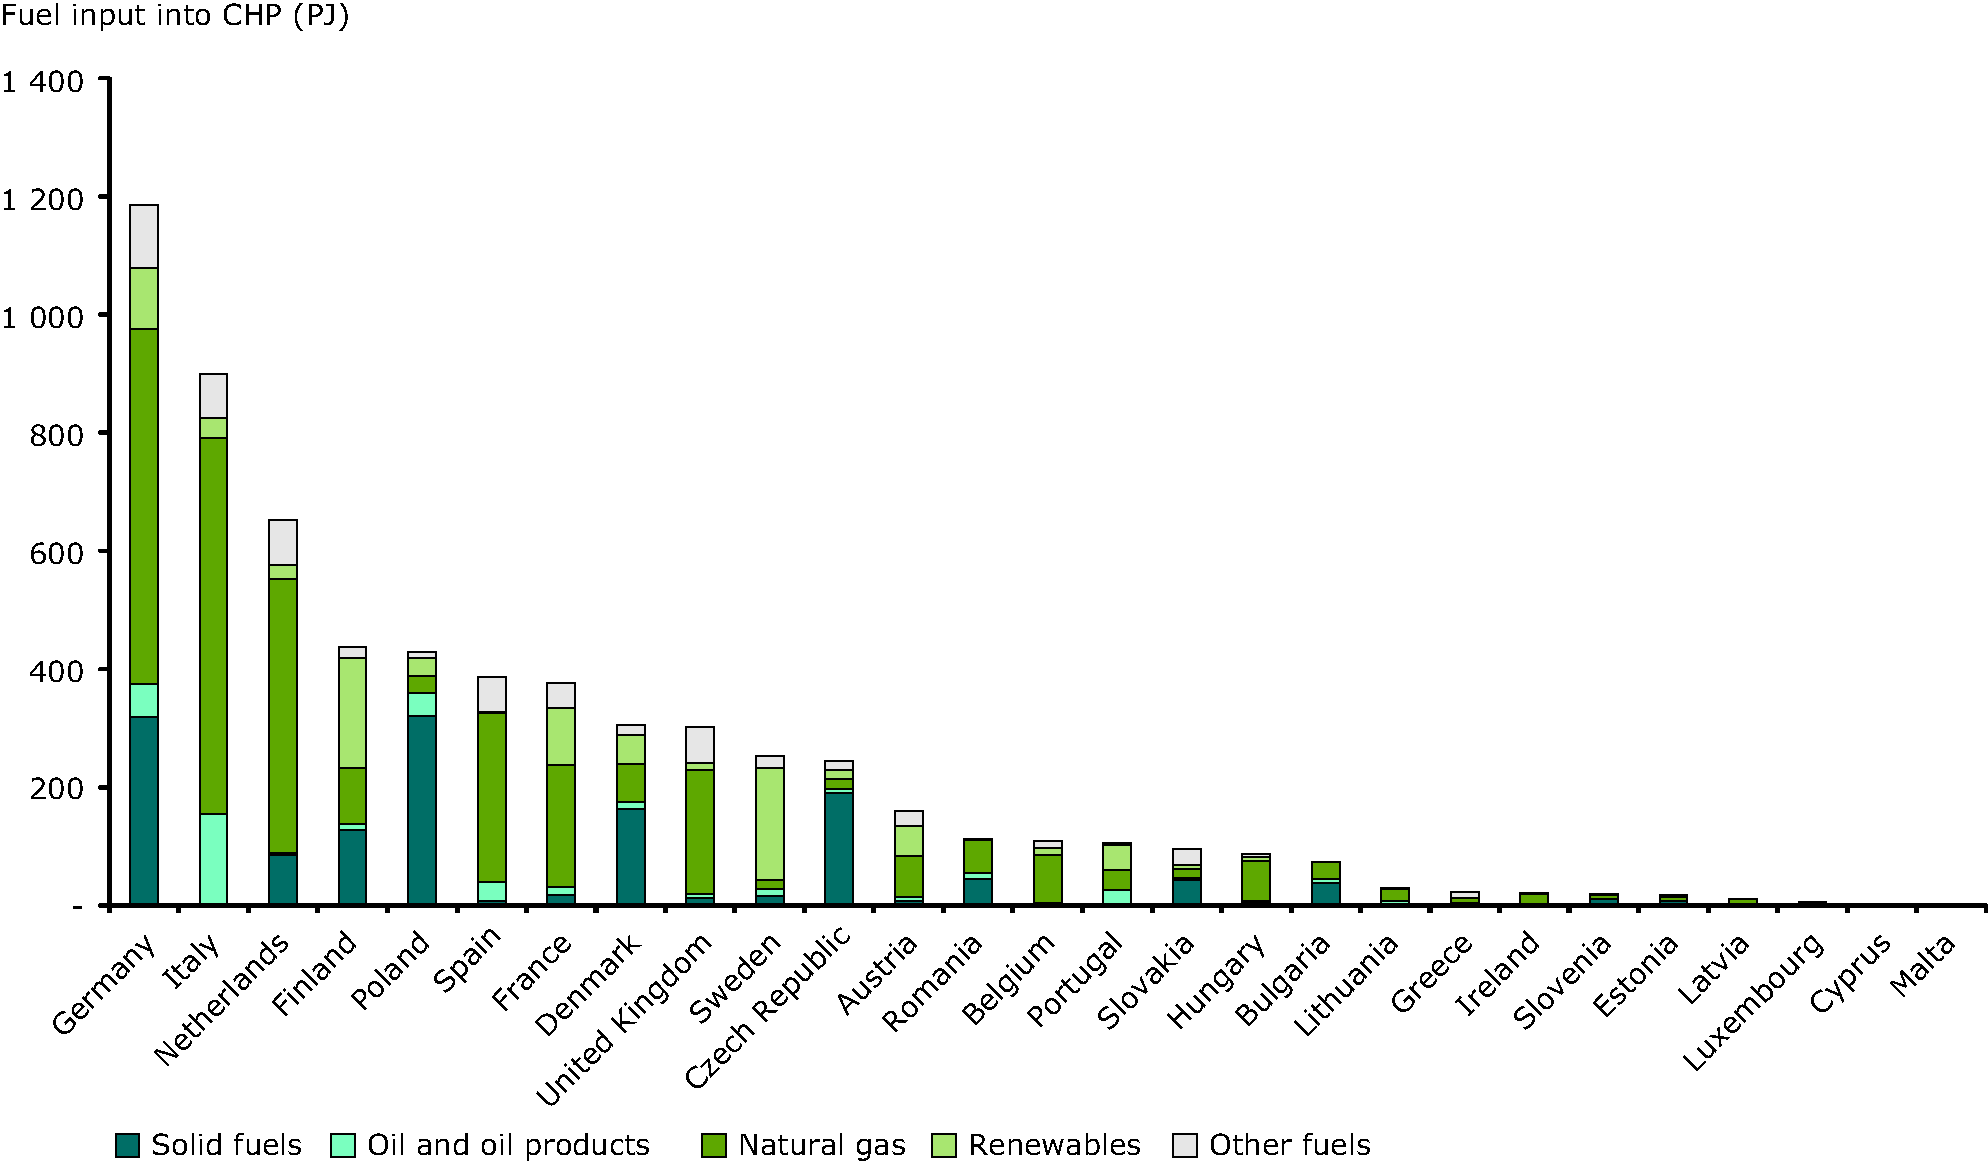 Fuel input into CHP (PJ)
1 400
1 200
1 000
800
600
400
200
-
Germany
Italy
Netherlands
Finland
Poland
Spain
France
Denmark
United Kingdom
Sweden
Czech Republic
Austria
Romania
Belgium
Portugal
Slovakia
Hungary
Bulgaria
Lithuania
Greece
Ireland
Slovenia
Estonia
Latvia
Luxembourg
Cyprus
Malta
Solid fuels Oil and oil products Natural gas Renewables Other fuels